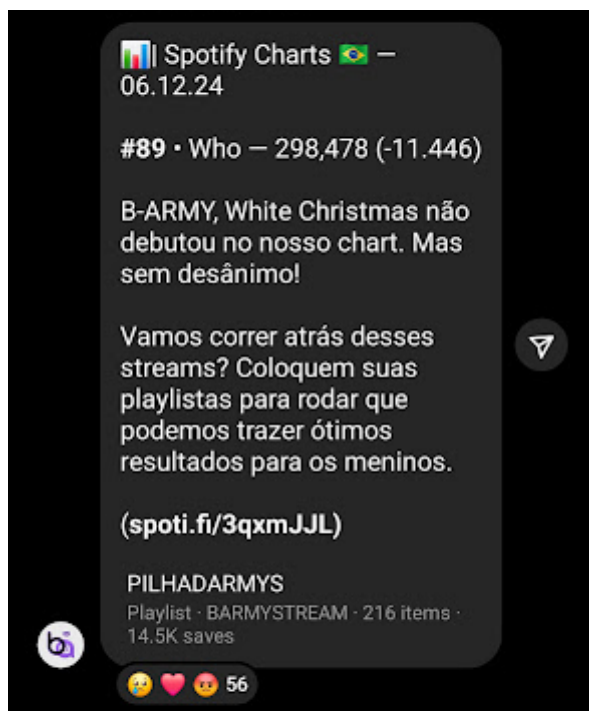 📊| Spotify Charts 🇧🇷 —
06.12.24
#89 • Who — 298,478 (-11.446)
B-ARMY, White Christmas não
debutou no nosso chart. Mas
sem desânimo!
Vamos correr atrás desses
streams? Coloquem suas
playlistas para rodar que
podemos trazer ótimos
resultados para os meninos.
(spoti.fi/3qxmJJL)
PILHADARMYS
Playlist · BARMYSTREAM · 216 items ·
14.5K saves
ba
😢❤️😡 56